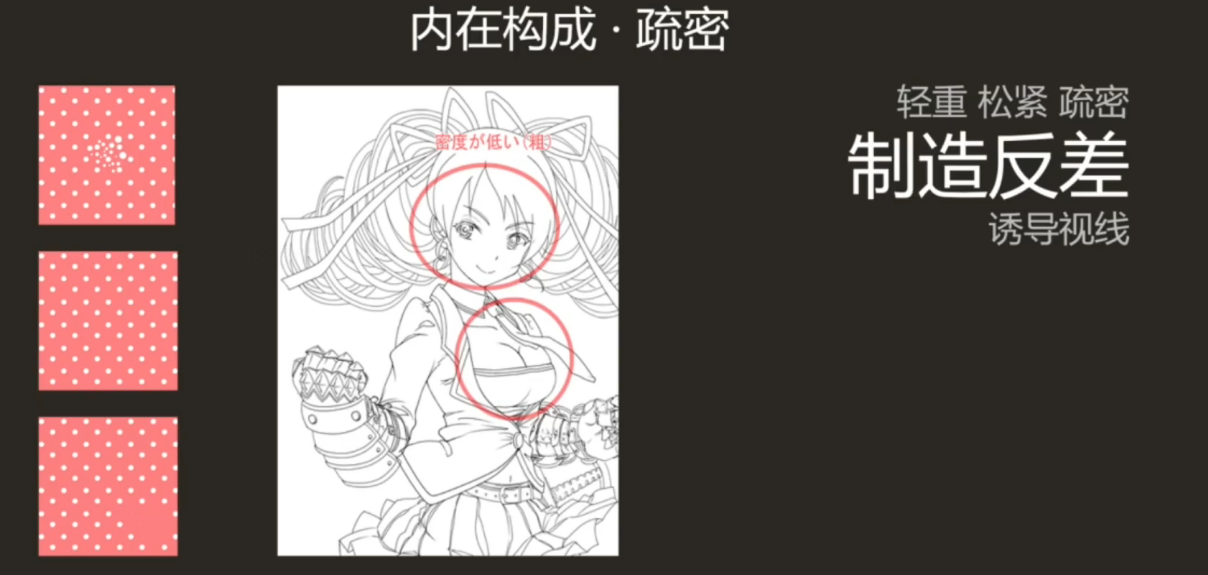 内在构成·疏密
密度が低い(粗)
轻重 松紧 疏密
制造反差
诱导视线